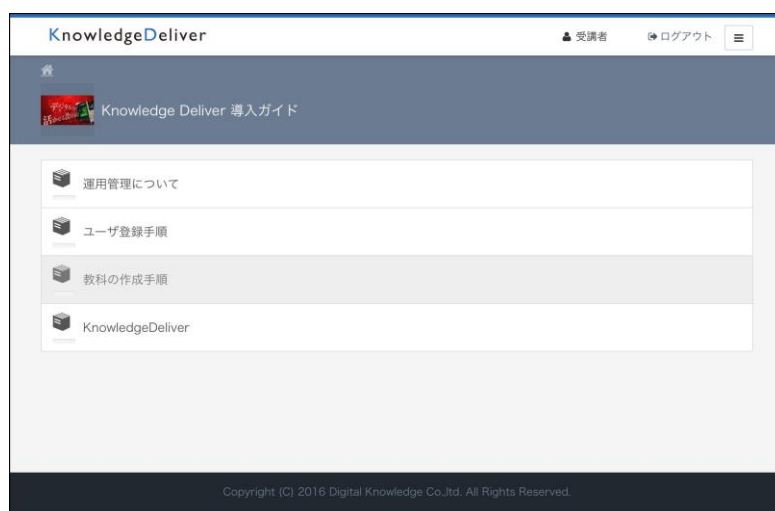 KnowledgeDeliver
受講者
ログアウト
Knowledge Deliver 導入ガイド
運用管理について
ユーザ登録手順
教科の作成手順
KnowledgeDeliver
Copyright (C) 2016 Digital Knowledge Co.,ltd. All Rights Reserved.